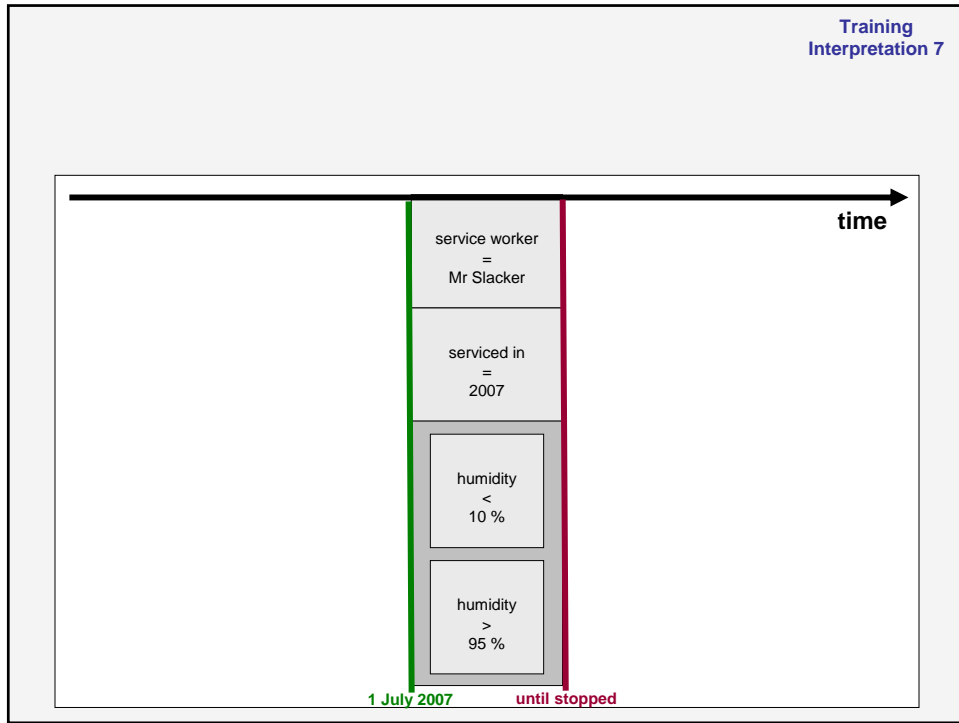 Training
Interpretation 7
time
service worker
=
Mr Slacker
serviced in
=
2007
humidity
<
10 %
humidity
>
95 %
1 July 2007
until stopped